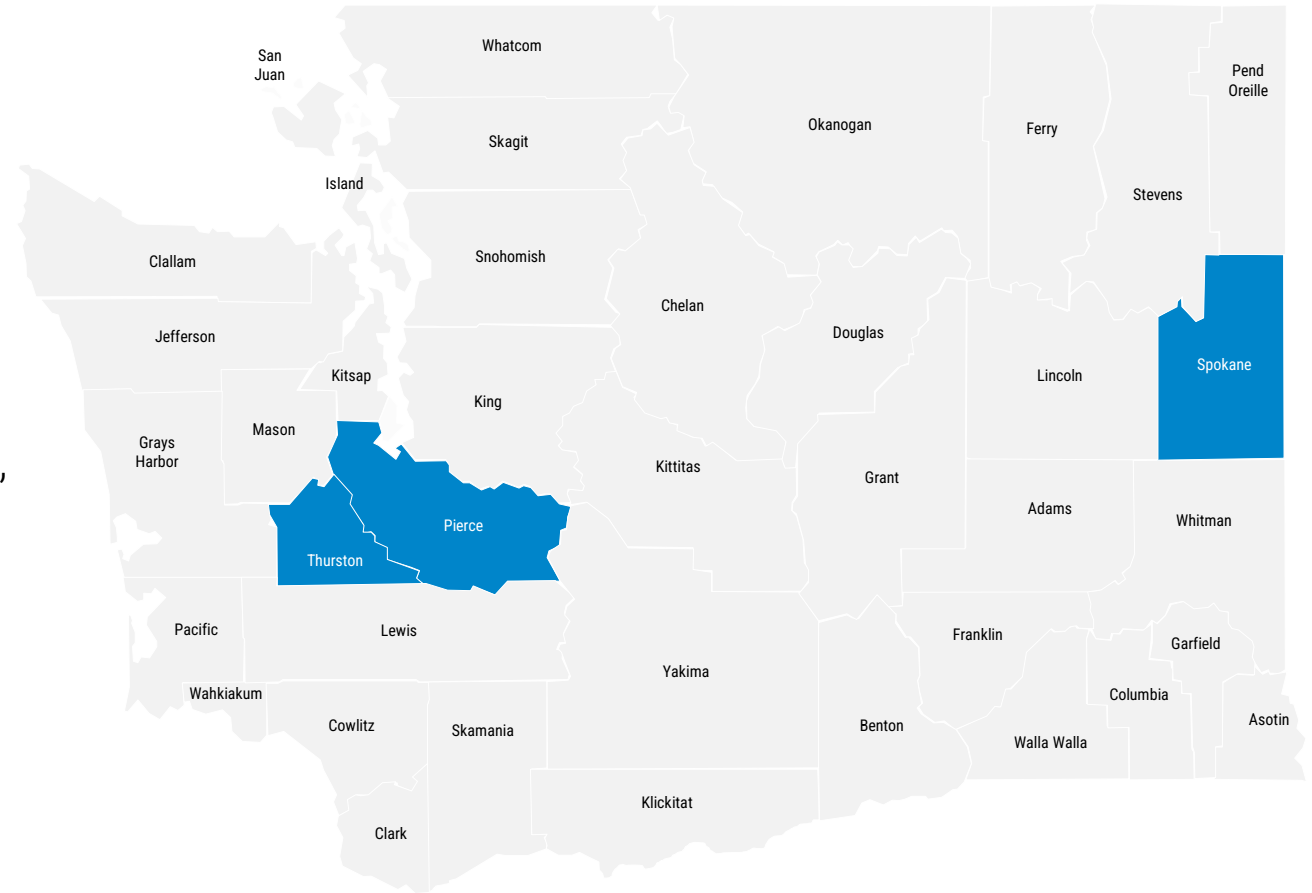 Whatcom
San
Juan
Pend
Oreille
Okanogan
Ferry
Skagit
Island
Stevens
Snohomish
Clallam
Chelan
Douglas
Jefferson
Spokane
Kitsap
Lincoln
King
Mason
Grays
Harbor
Kittitas
Grant
,
Adams
Whitman
Pierce
Thurston
Pacific
Lewis
Franklin
Garfield
Yakima
Wahkiakum
Columbia
Asotin
Cowlitz
Skamania
Benton
Walla Walla
Klickitat
Clark